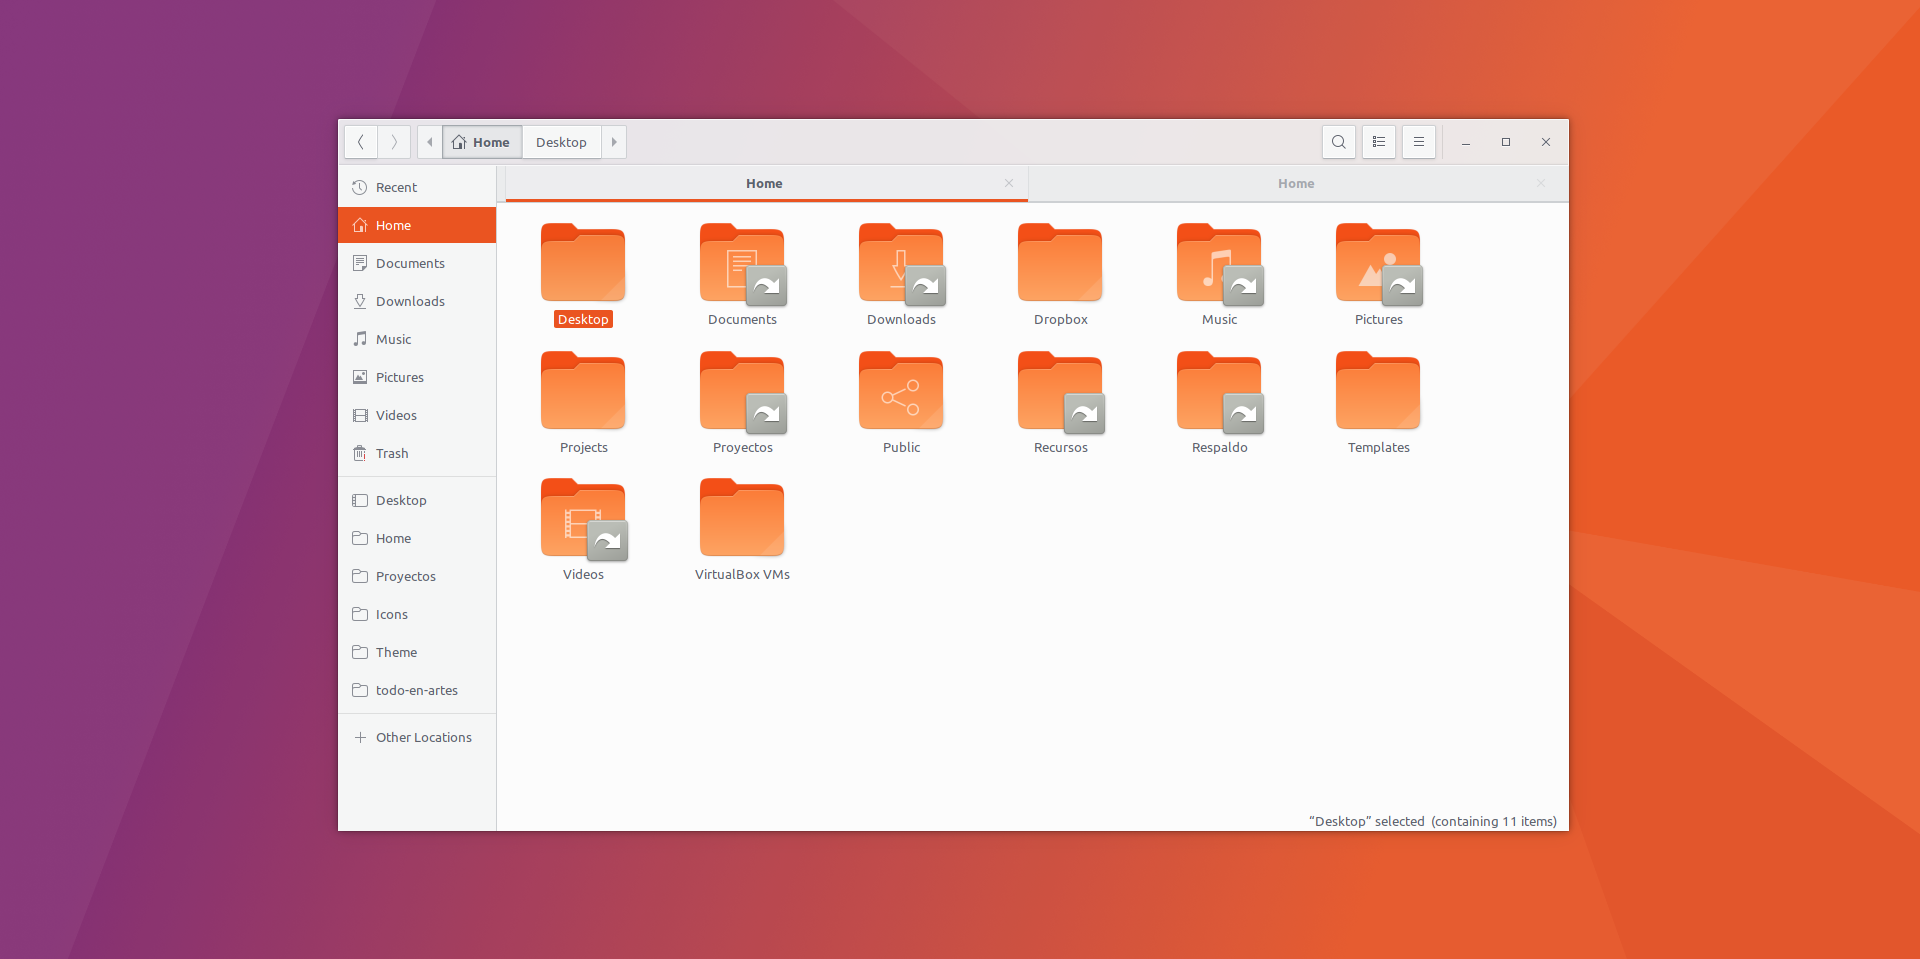 Home Desktop
Recent
Home
Documents
Downloads
Music
Pictures
Videos
Trash
Desktop
Home
Proyectos
Icons
Theme
todo-en-artes
Other Locations
Home Home
Desktop Documents Downloads Dropbox Music Pictures
Projects Proyectos Public Recursos Respaldo Templates
Videos VirtualBox VMs
“Desktop” selected (containing 11 items)